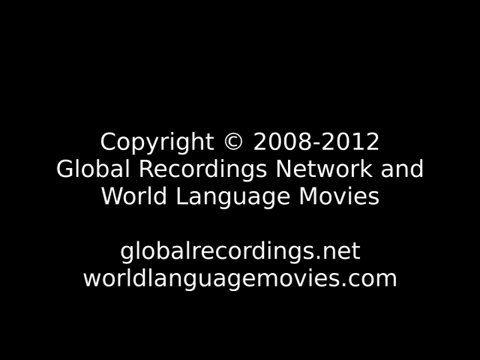 Copyright © 2008-2012
Global Recordings Network and
World Language Movies
globalrecordings.net
worldlanguagemovies.com